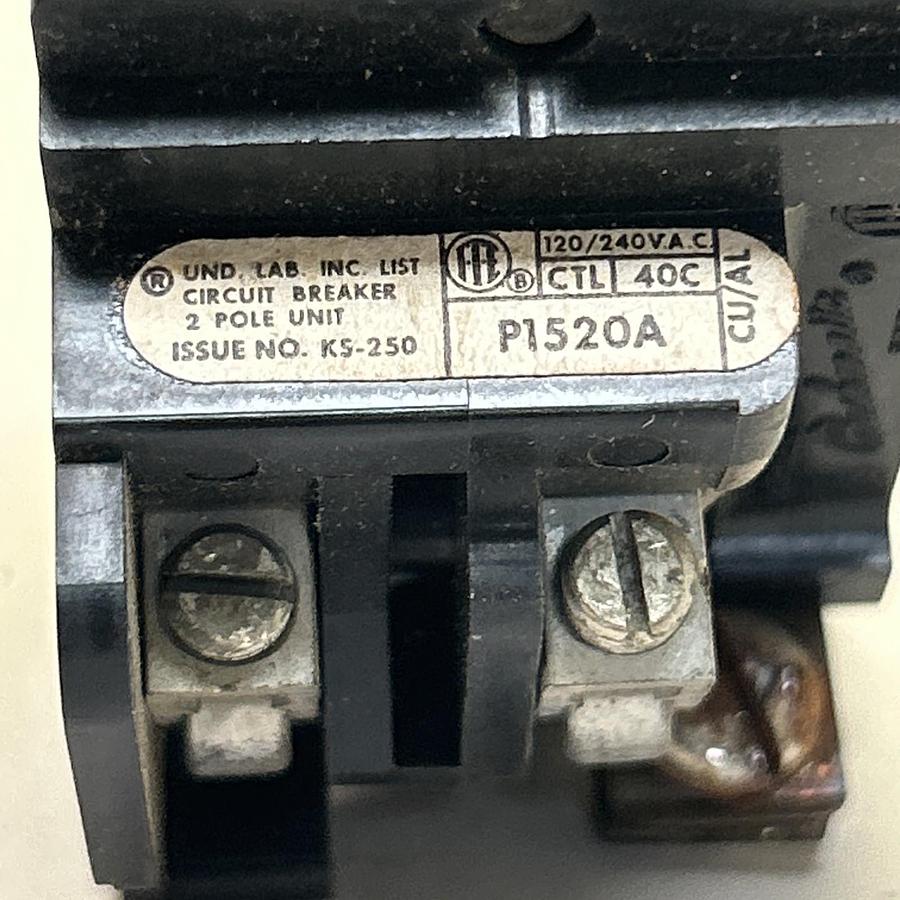 ® UND. LAB. INC. LIST
CIRCUIT BREAKER
2 POLE UNIT
ISSUE NO. KS-250
ITE ®
120/240V.A.C.
CTL 40C
P1520A
CU/AL